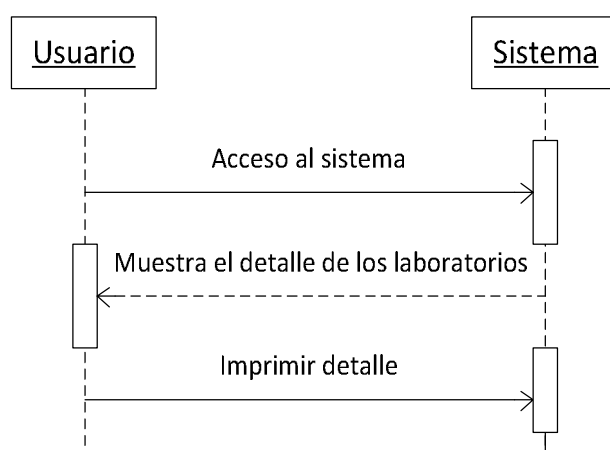 Usuario
Sistema
Acceso al sistema
Muestra el detalle de los laboratorios
Imprimir detalle